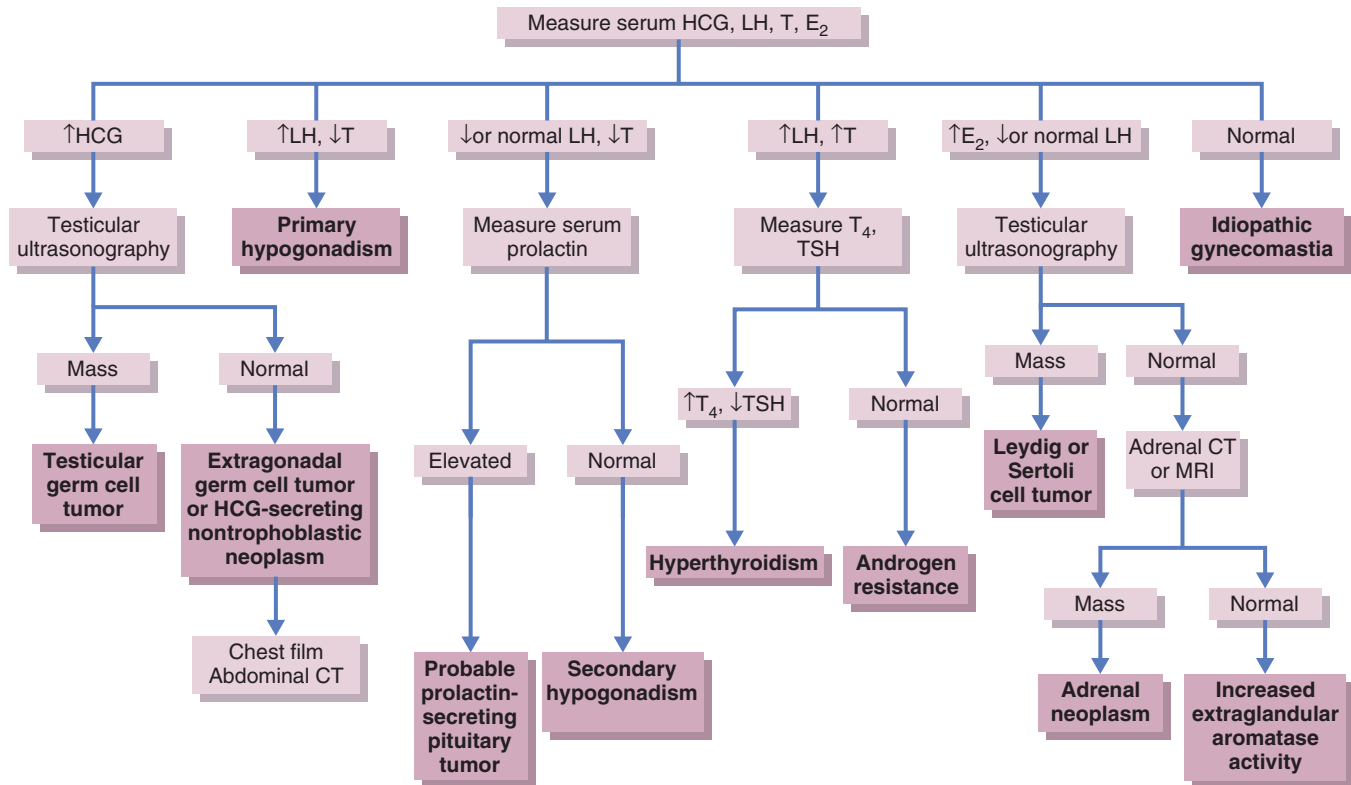 Measure serum HCG, LH, T, E₂
↑HCG
↑LH, ↓T
↓or normal LH, ↓T
↑LH, ↑T
↑E₂, ↓or normal LH
Normal
Testicular
ultrasonography
Primary
hypogonadism
Measure serum
prolactin
Measure T₄,
TSH
Testicular
ultrasonography
Idiopathic
gynecomastia
Mass
Normal
Mass
Normal
↑T₄, ↓TSH
Normal
Testicular
germ cell
tumor
Extragonadal
germ cell tumor
or HCG-secreting
nontrophoblastic
neoplasm
Elevated
Normal
Leydig or
Sertoli
cell tumor
Adrenal CT
or MRI
Hyperthyroidism
Androgen
resistance
Mass
Normal
Chest film
Abdominal CT
Probable
prolactin-
secreting
pituitary
tumor
Secondary
hypogonadism
Adrenal
neoplasm
Increased
extraglandular
aromatase
activity